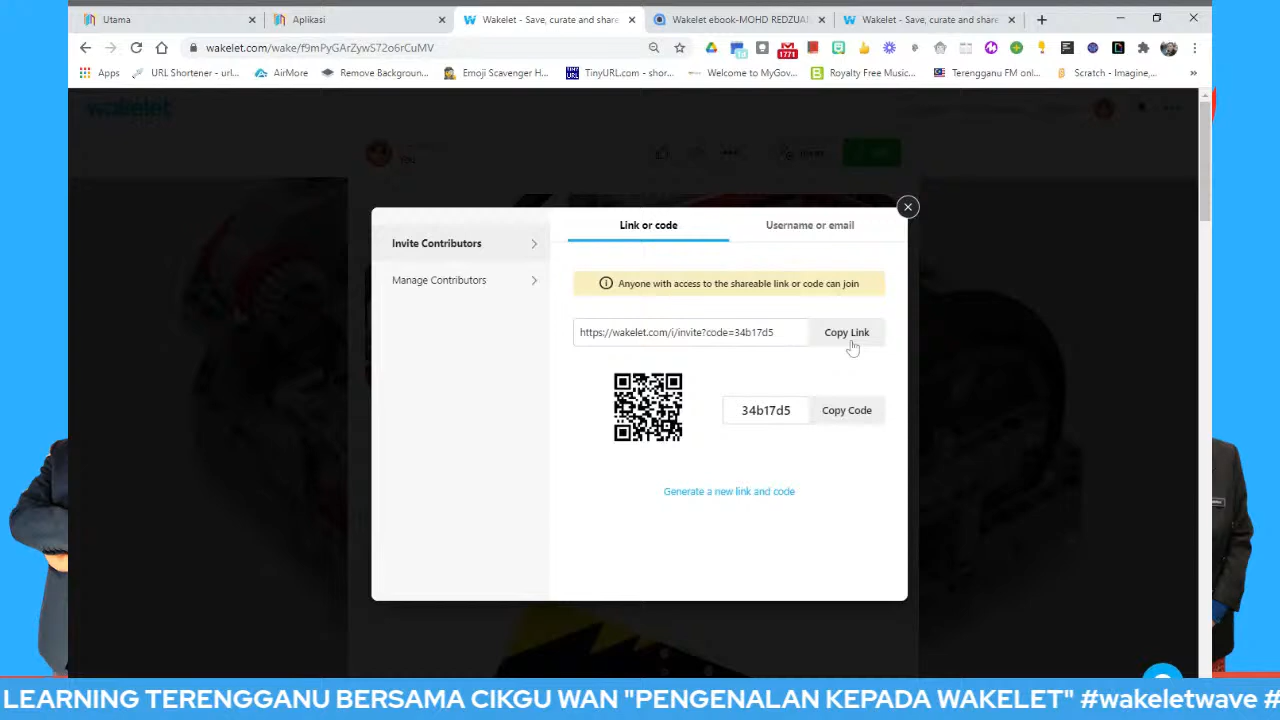 Utama
Aplikasi
Wakelet - Save, curate and share
Wakelet ebook-MOHD REDZUAN
Wakelet - Save, curate and share
wakelet.com/wake/f9mPyGArZywS72o6rCuMV
1771
Apps
URL Shortener - url...
AirMore
Remove Backgroun...
Emoji Scavenger H...
TinyURL.com - shor...
Welcome to MyGov...
Royalty Free Music...
Terengganu FM onl...
Scratch - Imagine,...
wakelet
Link or code
Username or email
Invite Contributors
Manage Contributors
Anyone with access to the shareable link or code can join
https://wakelet.com/i/invite?code=34b17d5
Copy Link
34b17d5
Copy Code
Generate a new link and code
LEARNING TERENGGANU BERSAMA CIKGU WAN "PENGENALAN KEPADA WAKELET" #wakeletwave #